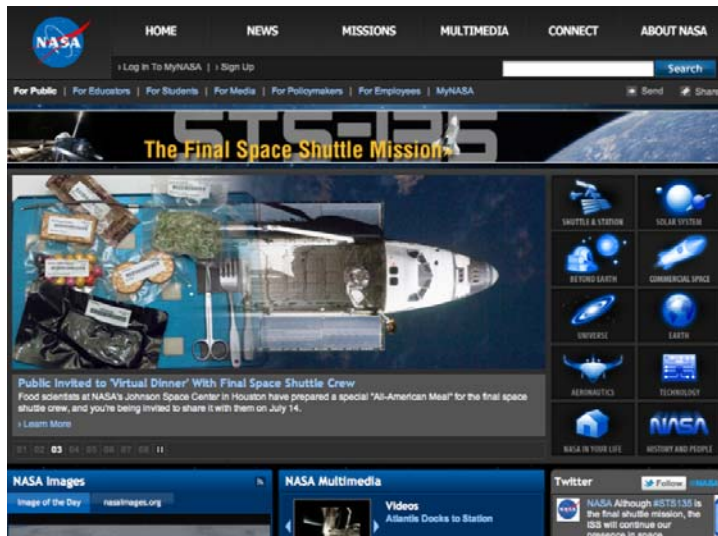 NASA
HOME NEWS MISSIONS MULTIMEDIA CONNECT ABOUT NASA
› Log In To MyNASA | › Sign Up
Search
For Public | For Educators | For Students | For Media | For Policymakers | For Employees | MyNASA
Send Share
STS-135
The Final Space Shuttle Mission»
SHUTTLE & STATION
SOLAR SYSTEM
BEYOND EARTH
COMMERCIAL SPACE
UNIVERSE
EARTH
AERONAUTICS
TECHNOLOGY
NASA IN YOUR LIFE
NASA
HISTORY AND PEOPLE
Public Invited to 'Virtual Dinner' With Final Space Shuttle Crew
Food scientists at NASA's Johnson Space Center in Houston have prepared a special "All-American Meal" for the final space
shuttle crew, and you're being invited to share it with them on July 14.
› Learn More
01 02 03 04 05 06 07 08
NASA Images
Image of the Day nasaimages.org
NASA Multimedia
Videos
Atlantis Docks to Station
Twitter
Follow @NASA
NASA Although #STS135 is
the final shuttle mission, the
ISS will continue our
presence in space